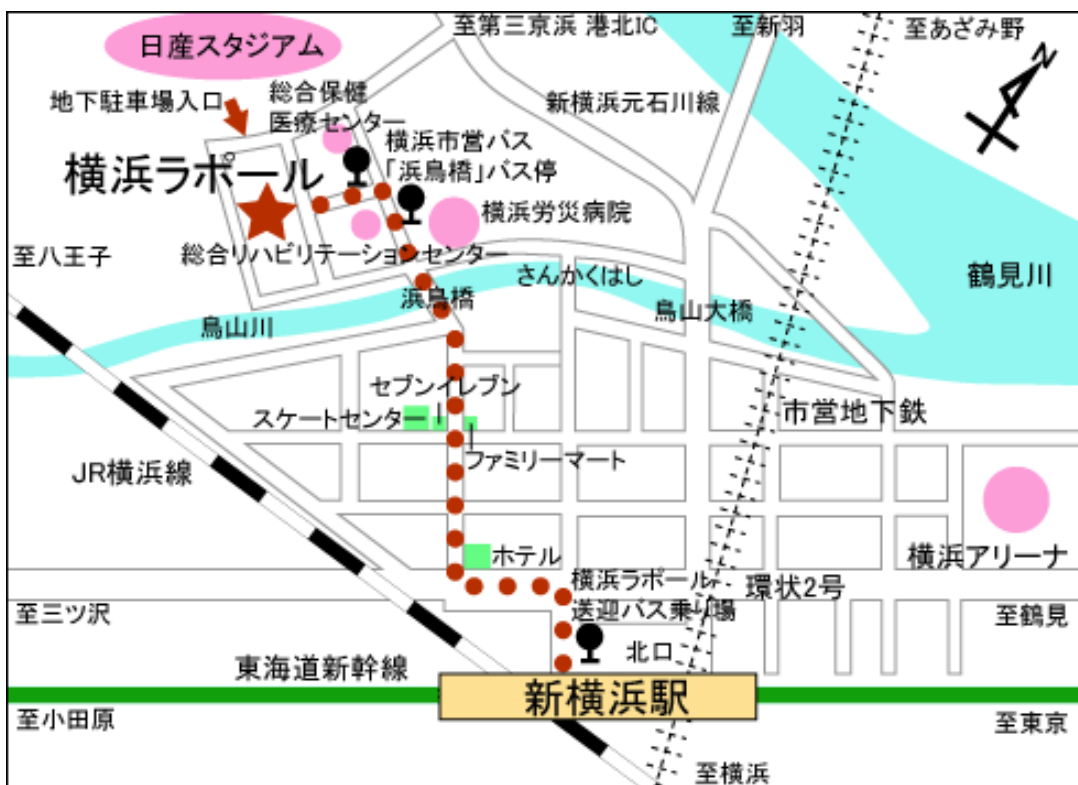 日産スタジアム
至第三京浜 港北IC
至新羽
至あざみ野
N
地下駐車場入口
総合保健
医療センター
新横浜元石川線
横浜市営バス
「浜鳥橋」バス停
横浜ラポール
横浜労災病院
至八王子
総合リハビリテーションセンター
さんかくはし
鶴見川
浜鳥橋
鳥山大橋
鳥山川
セブンイレブン
スケートセンター
市営地下鉄
ファミリーマート
JR横浜線
ホテル
横浜アリーナ
横浜ラポール
送迎バス乗り場
環状2号
至三ツ沢
至鶴見
北口
東海道新幹線
新横浜駅
至小田原
至東京
至横浜